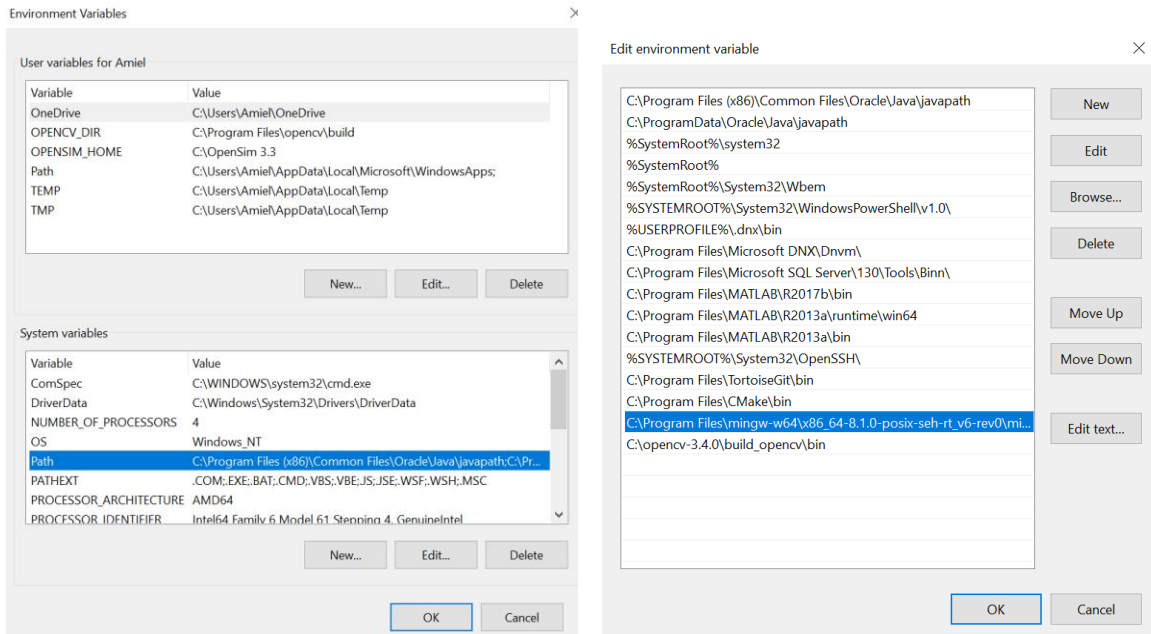 Environment Variables
User variables for Amiel
Variable Value
OneDrive C:\Users\Amiel\OneDrive
OPENCV_DIR C:\Program Files\opencv\build
OPENSIM_HOME C:\OpenSim 3.3
Path C:\Users\Amiel\AppData\Local\Microsoft\WindowsApps;
TEMP C:\Users\Amiel\AppData\Local\Temp
TMP C:\Users\Amiel\AppData\Local\Temp
New... Edit... Delete
System variables
Variable Value
ComSpec C:\WINDOWS\system32\cmd.exe
DriverData C:\Windows\System32\Drivers\DriverData
NUMBER_OF_PROCESSORS 4
OS Windows_NT
Path C:\Program Files (x86)\Common Files\Oracle\Java\javapath;C:\Pr...
PATHEXT .COM;.EXE;.BAT;.CMD;.VBS;.VBE;.JS;.JSE;.WSF;.WSH;.MSC
PROCESSOR_ARCHITECTURE AMD64
PROCESSOR_IDENTIFIER Intel64 Family 6 Model 61 Stepping 4, GenuineIntel
New... Edit... Delete
OK Cancel
Edit environment variable
C:\Program Files (x86)\Common Files\Oracle\Java\javapath
C:\ProgramData\Oracle\Java\javapath
%SystemRoot%\system32
%SystemRoot%
%SystemRoot%\System32\Wbem
%SYSTEMROOT%\System32\WindowsPowerShell\v1.0\
%USERPROFILE%\.dnx\bin
C:\Program Files\Microsoft DNX\Dnvm\
C:\Program Files\Microsoft SQL Server\130\Tools\Binn\
C:\Program Files\MATLAB\R2017b\bin
C:\Program Files\MATLAB\R2013a\runtime\win64
C:\Program Files\MATLAB\R2013a\bin
%SYSTEMROOT%\System32\OpenSSH\
C:\Program Files\TortoiseGit\bin
C:\Program Files\CMake\bin
C:\Program Files\mingw-w64\x86_64-8.1.0-posix-seh-rt_v6-rev0\mi...
C:\opencv-3.4.0\build_opencv\bin
New
Edit
Browse...
Delete
Move Up
Move Down
Edit text...
OK Cancel